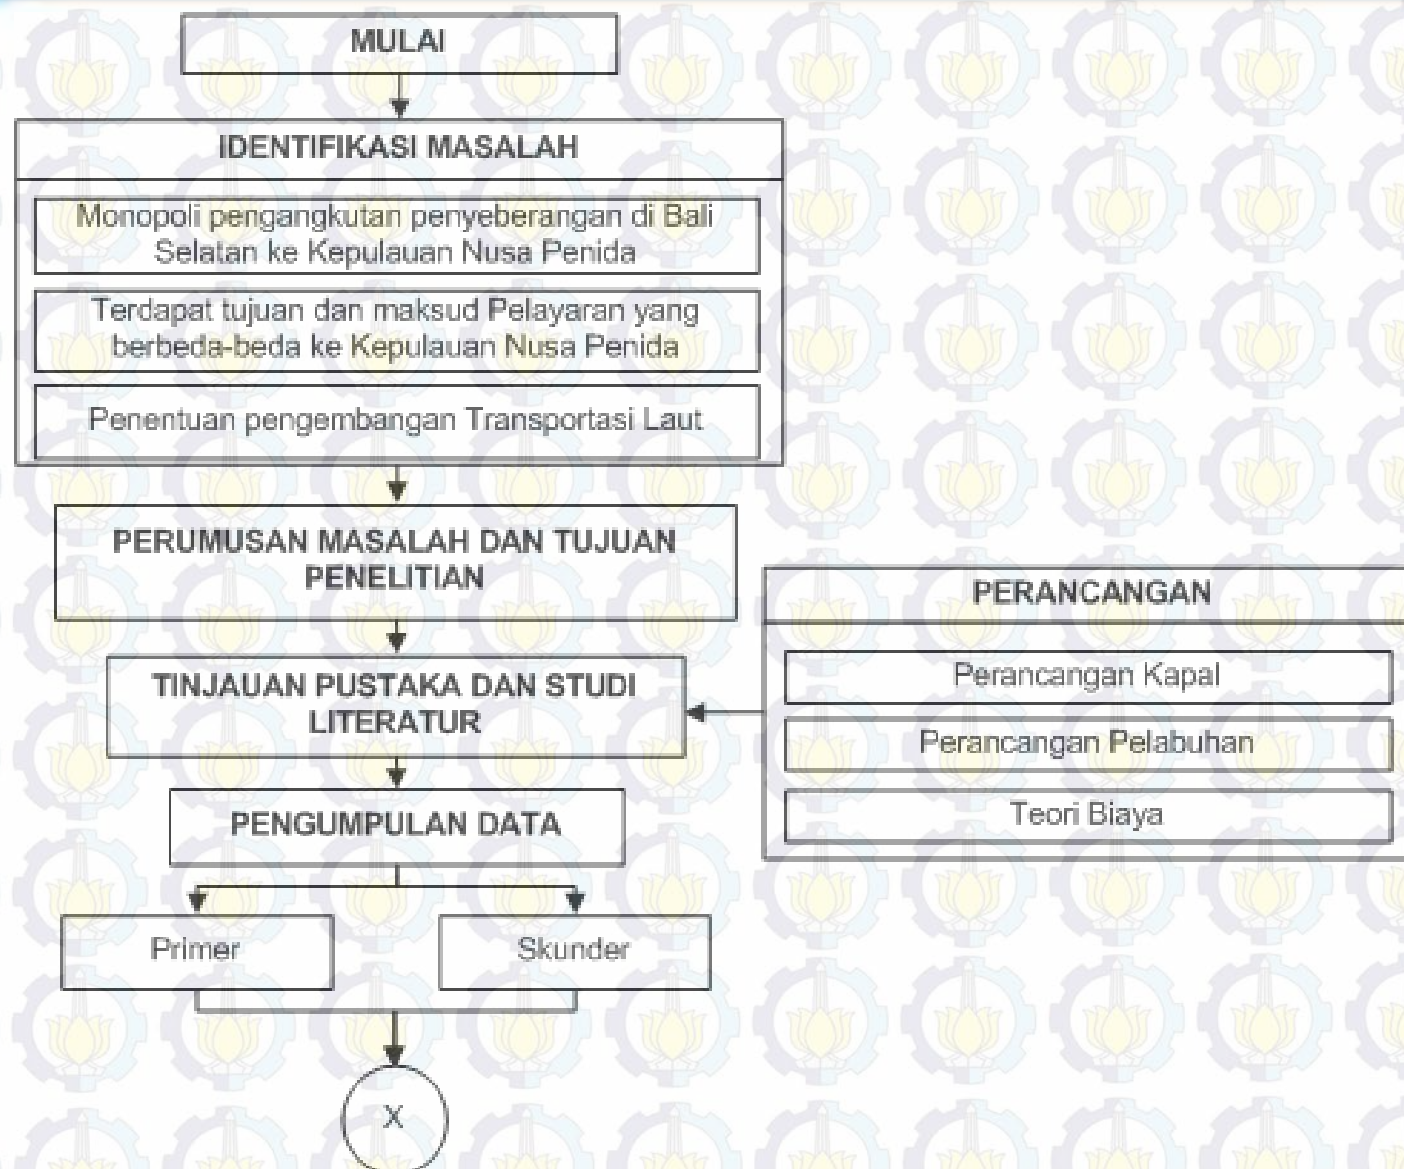 MULAI
IDENTIFIKASI MASALAH
Monopoli pengangkutan penyeberangan di Bali
Selatan ke Kepulauan Nusa Penida
Terdapat tujuan dan maksud Pelayaran yang
berbeda-beda ke Kepulauan Nusa Penida
Penentuan pengembangan Transportasi Laut
PERUMUSAN MASALAH DAN TUJUAN
PENELITIAN
TINJAUAN PUSTAKA DAN STUDI
LITERATUR
PERANCANGAN
Perancangan Kapal
Perancangan Pelabuhan
Teori Biaya
PENGUMPULAN DATA
Primer
Skunder
X